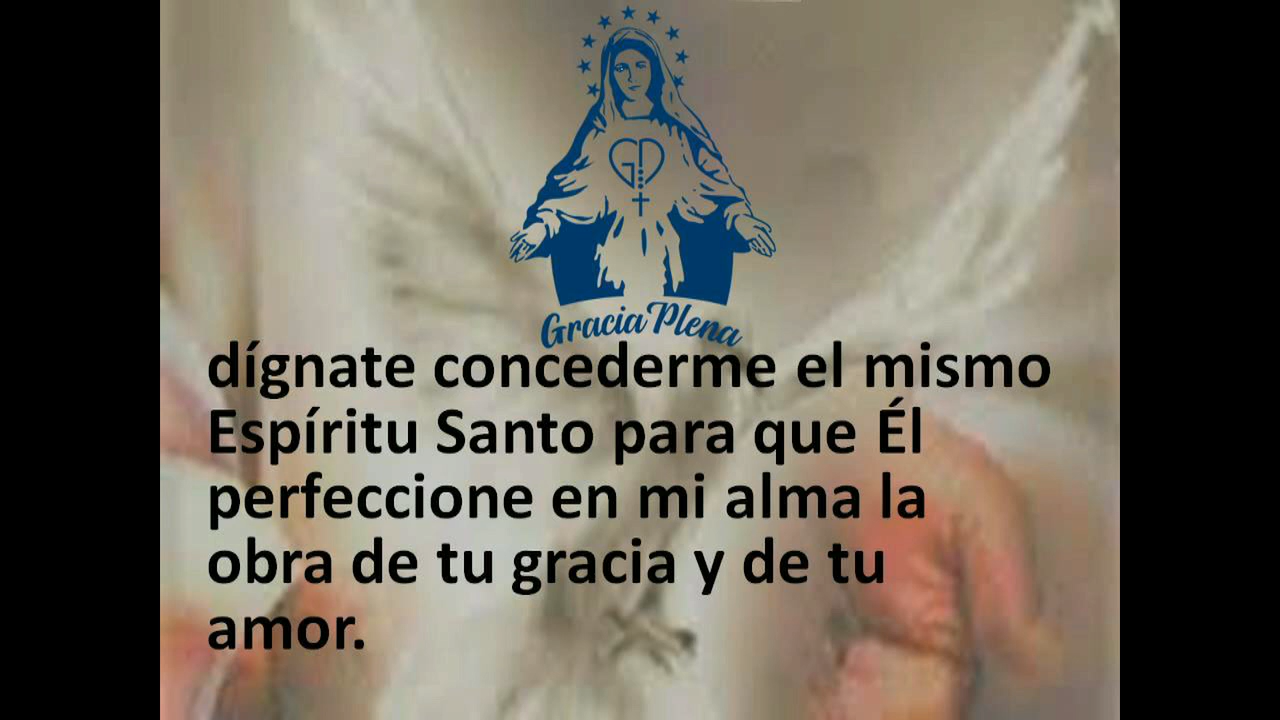 GP
Gracia Plena
dígnate concederme el mismo
Espíritu Santo para que Él
perfeccione en mi alma la
obra de tu gracia y de tu
amor.